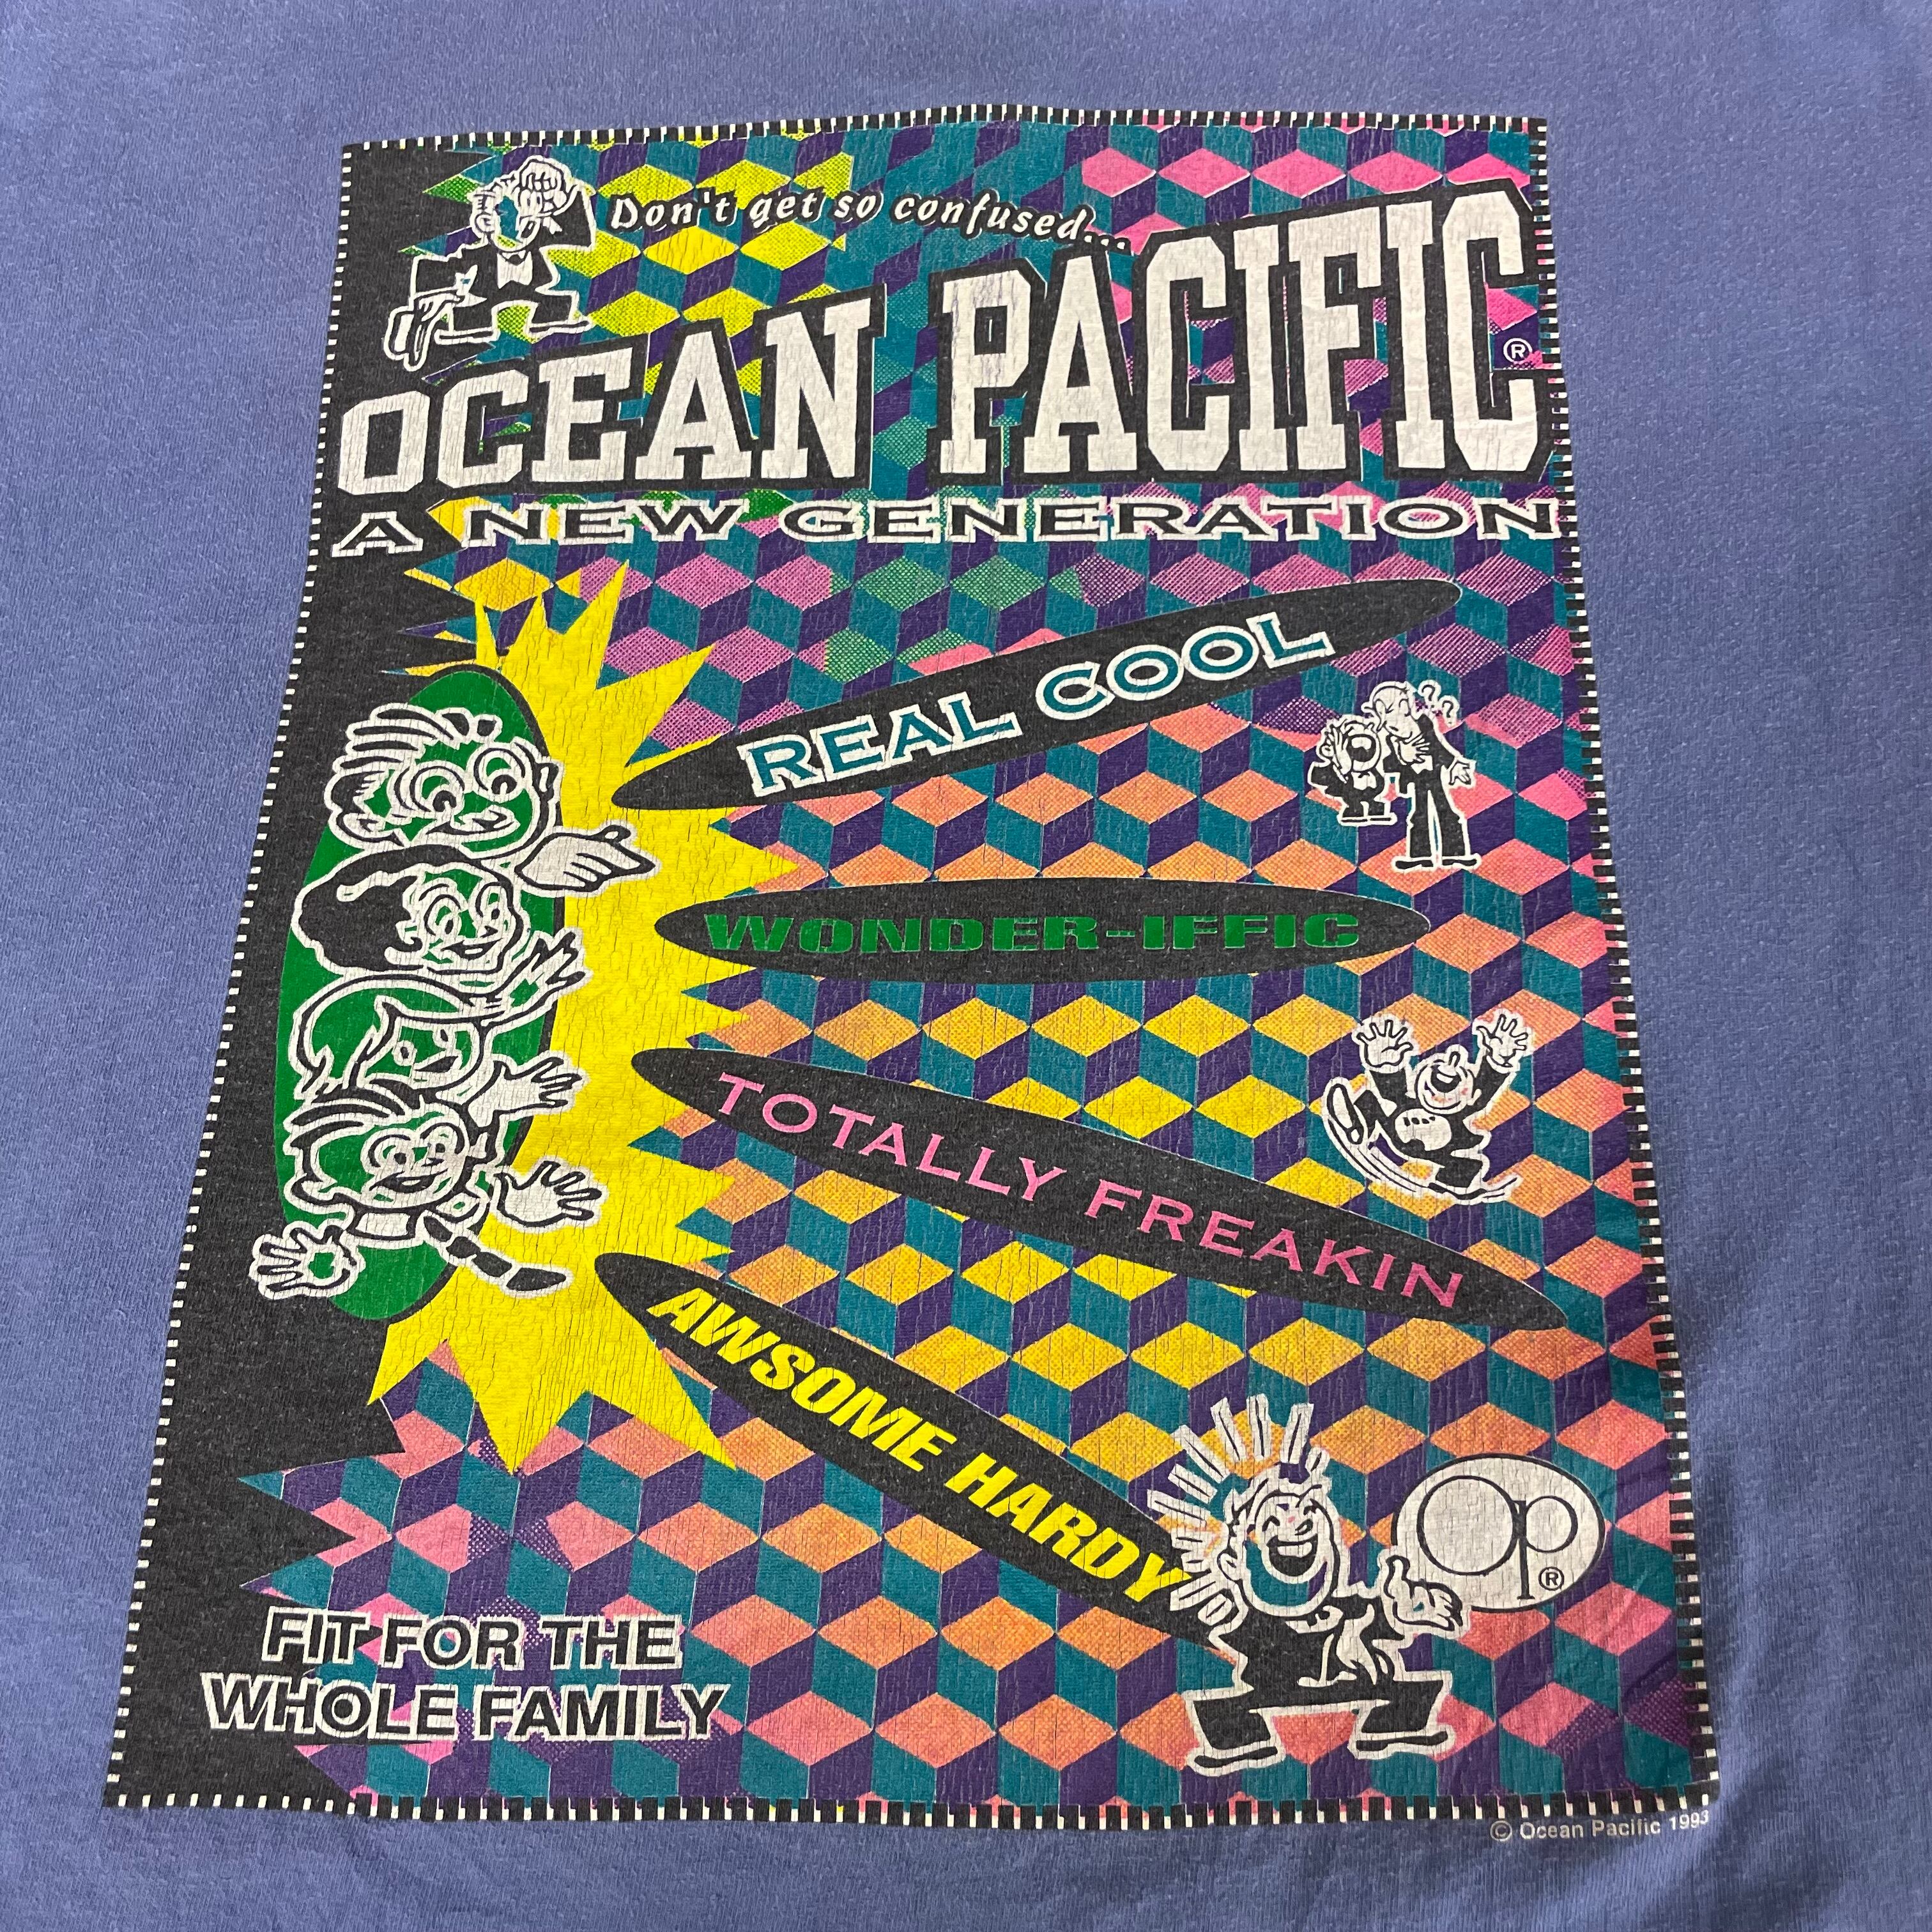 Don't get so confused...
OCEAN PACIFIC®
A NEW GENERATION
REAL COOL
? ?
WONDER-IFFIC
TOTALLY FREAKIN
AWSOME HARDY
op®
FIT FOR THE
WHOLE FAMILY
© Ocean Pacific 1993